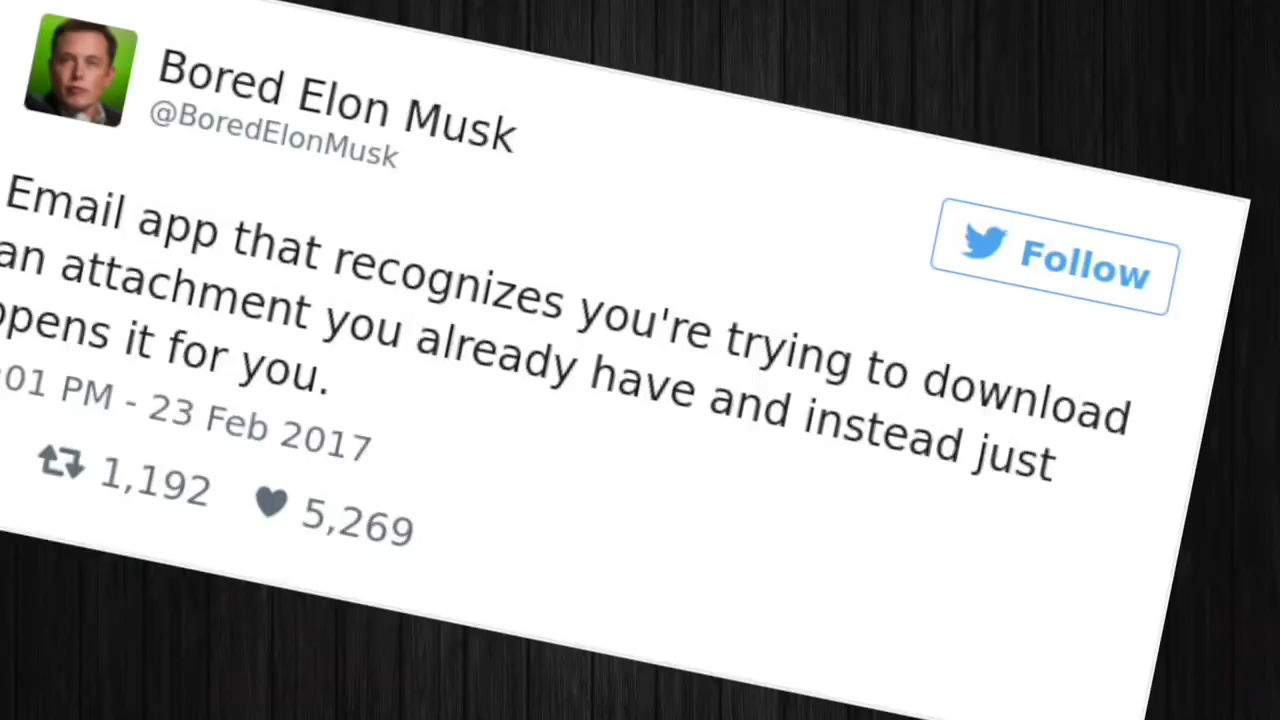 Bored Elon Musk
@BoredElonMusk
Follow
Email app that recognizes you're trying to download
an attachment you already have and instead just
opens it for you.
:01 PM - 23 Feb 2017
1,192 5,269